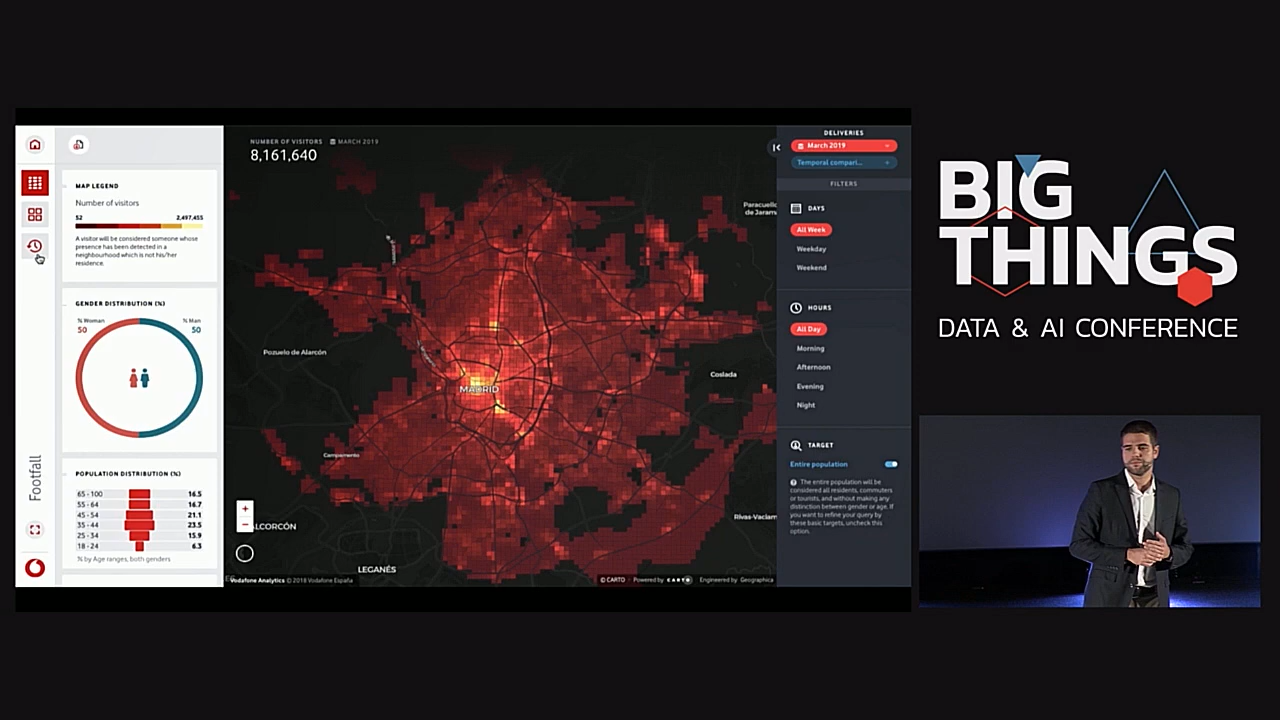 MAP LEGEND
Number of visitors
52 2,497,455
A visitor will be considered someone whose
presence has been detected in a
neighbourhood which is not his/her
residence.
GENDER DISTRIBUTION (%)
% Woman % Man
50 50
POPULATION DISTRIBUTION (%)
65 - 100 16.5
55 - 64 16.7
45 - 54 21.1
35 - 44 23.5
25 - 34 15.9
18 - 24 6.3
% by Age ranges, both genders
Footfall
NUMBER OF VISITORS MARCH 2019
8,161,640
Paracuello
de Jarama
Pozuelo de Alarcón
MADRID
Coslada
Campamento
Rivas-Vaciam
ALCORCÓN
LEGANÉS
+
−
Vodafone Analytics © 2018 Vodafone España
© CARTO · Powered by CARTO · Engineered by Geographica
DELIVERIES
March 2019
Temporal compari... +
FILTERS
DAYS
All Week
Weekday
Weekend
HOURS
All Day
Morning
Afternoon
Evening
Night
TARGET
Entire population
The entire population will be
considered all residents, commuters
or tourists, and without making any
distinction between gender or age. If
you want to refine your query by
these basic targets, uncheck this
option.
BIG
THINGS
DATA & AI CONFERENCE